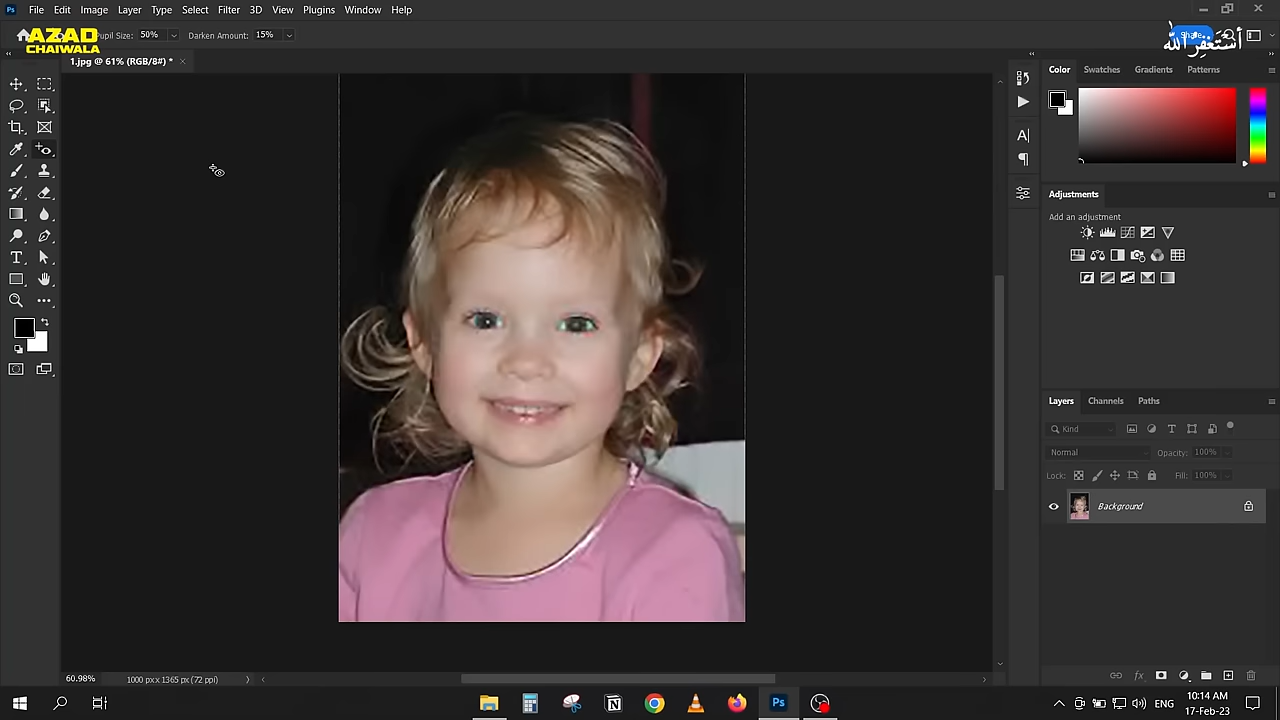 Ps File Edit Image Layer Type Select Filter 3D View Plugins Window Help
AZAD
CHAIWALA
Pupil Size: 50% Darken Amount: 15%
أستغفرالله
1.jpg @ 61% (RGB/8#) *
Color Swatches Gradients Patterns
Adjustments
Add an adjustment
Layers Channels Paths
Kind
Normal Opacity: 100%
Lock: Fill: 100%
Background
60.98% 1000 px x 1365 px (72 ppi)
Ps ENG 10:14 AM
17-Feb-23